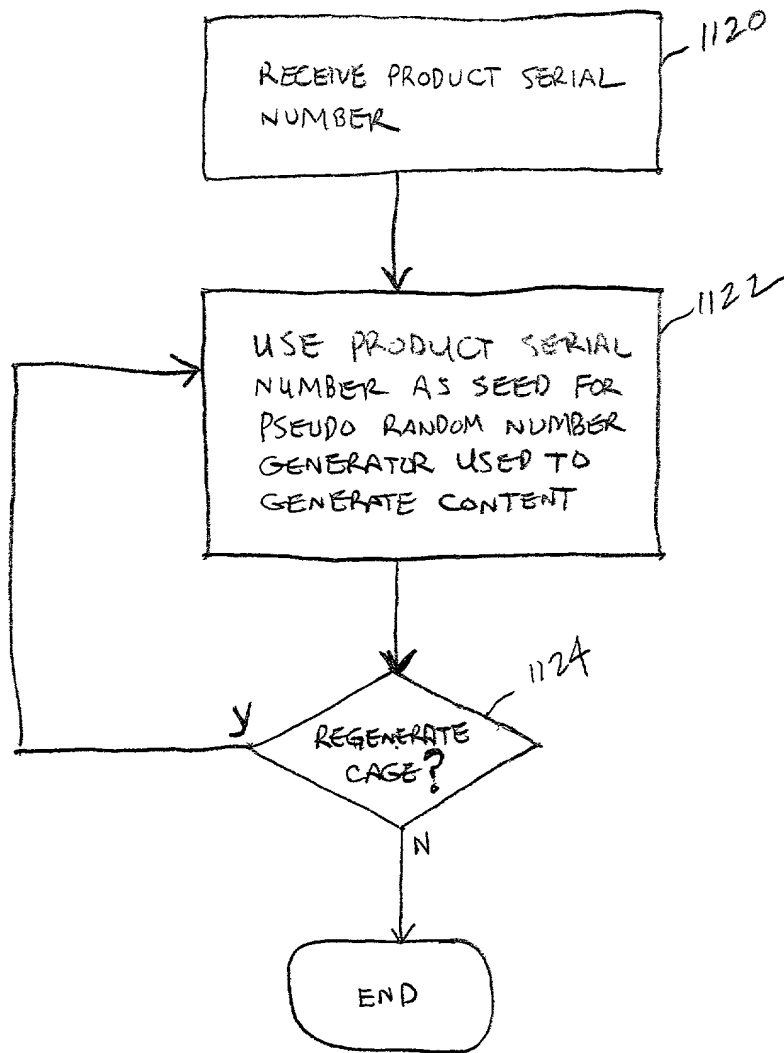 1120
RECEIVE PRODUCT SERIAL
NUMBER
1122
USE PRODUCT SERIAL
NUMBER AS SEED FOR
PSEUDO RANDOM NUMBER
GENERATOR USED TO
GENERATE CONTENT
1124
REGENERATE
CAGE?
Y
N
END